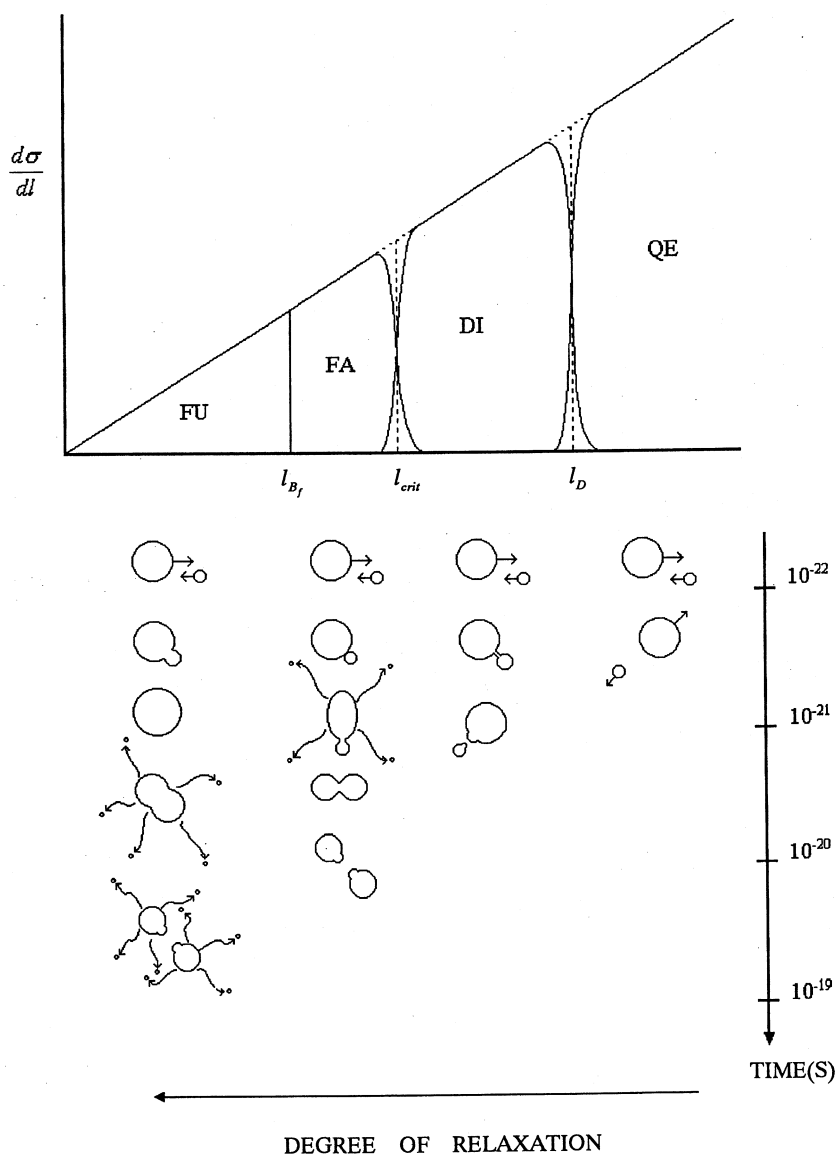 dσ
dl
QE
DI
FA
FU
l_{B_f} l_{crit} l_D
10^{-22}
10^{-21}
10^{-20}
10^{-19}
TIME(S)
DEGREE OF RELAXATION